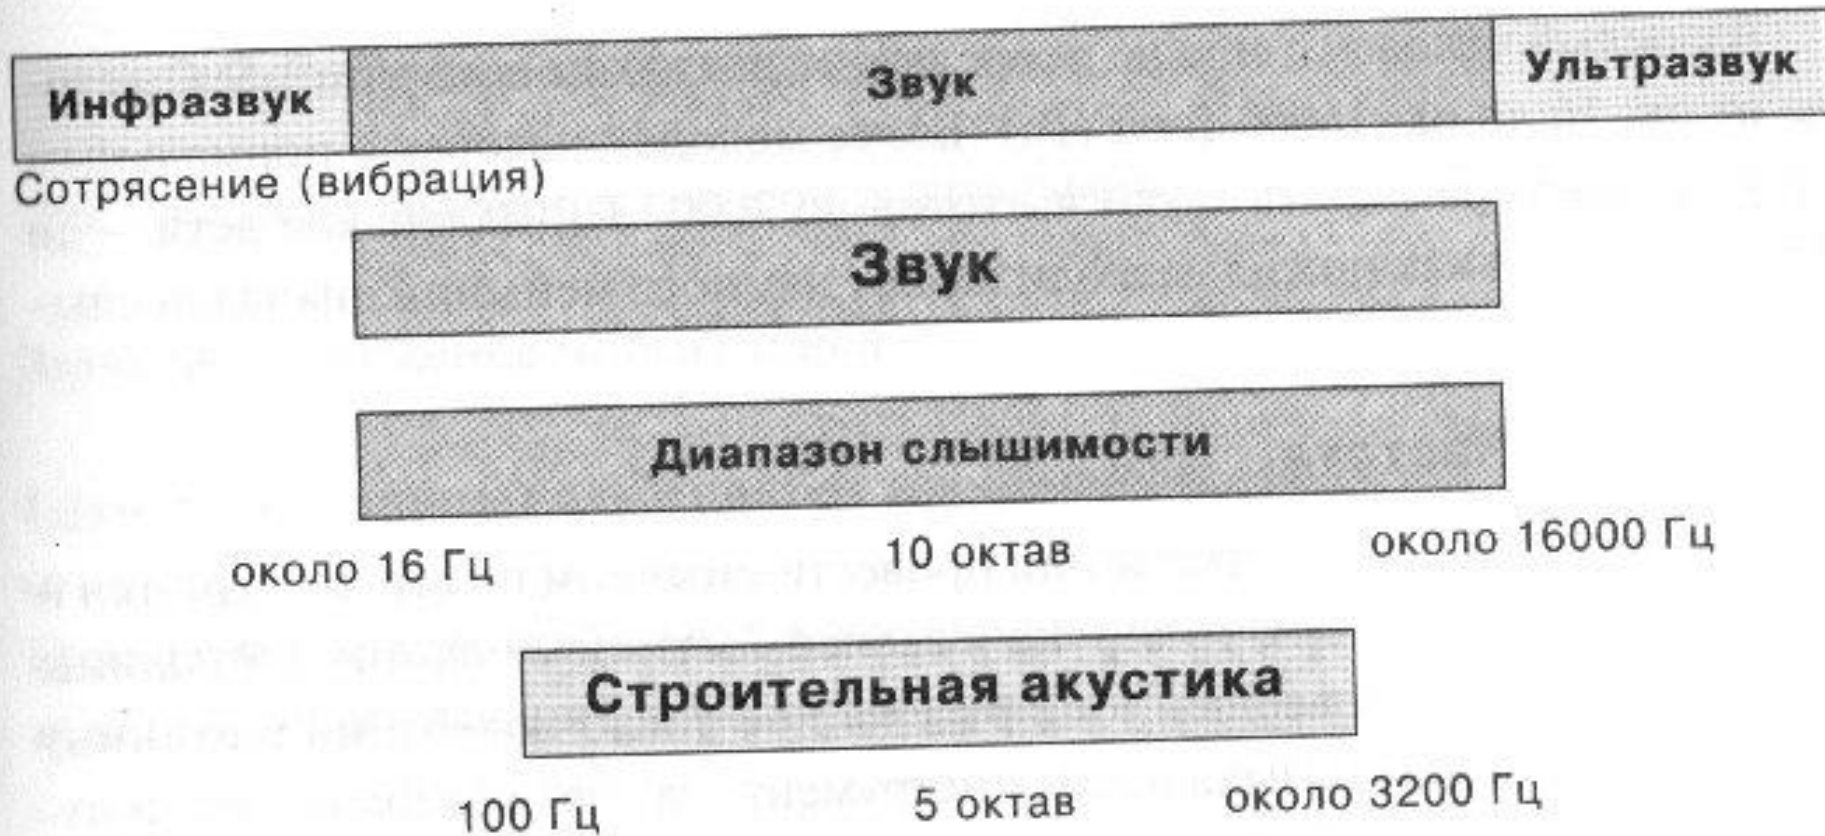 Инфразвук Звук Ультразвук
Сотрясение (вибрация)
Звук
Диапазон слышимости
около 16 Гц 10 октав около 16000 Гц
Строительная акустика
100 Гц 5 октав около 3200 Гц